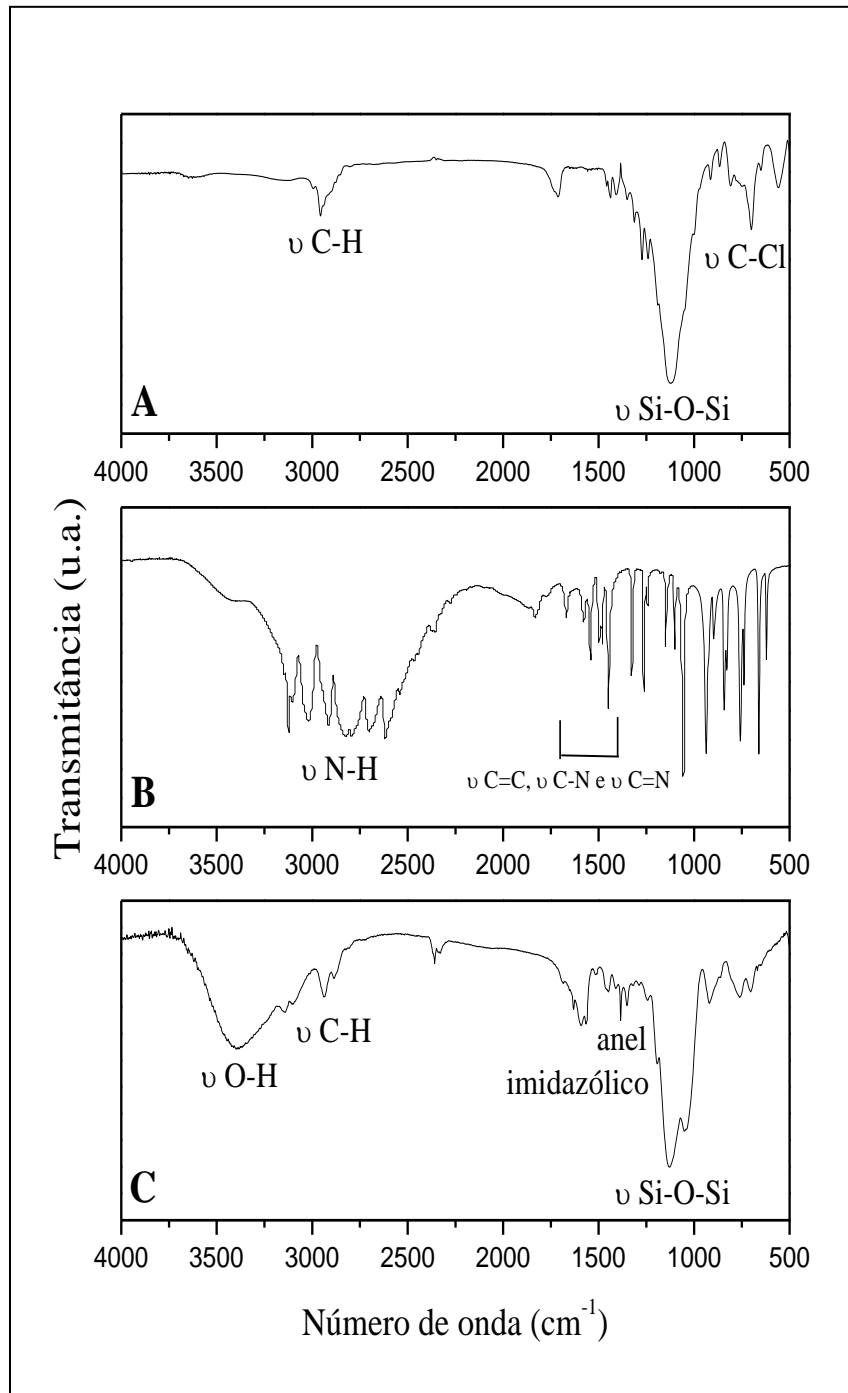 υ C-H
υ C-Cl
υ Si-O-Si
A
4000 3500 3000 2500 2000 1500 1000 500
υ N-H
υ C=C, υ C-N e υ C=N
B
4000 3500 3000 2500 2000 1500 1000 500
υ O-H
υ C-H
anel
imidazólico
υ Si-O-Si
C
4000 3500 3000 2500 2000 1500 1000 500
Transmitância (u.a.)
Número de onda (cm⁻¹)